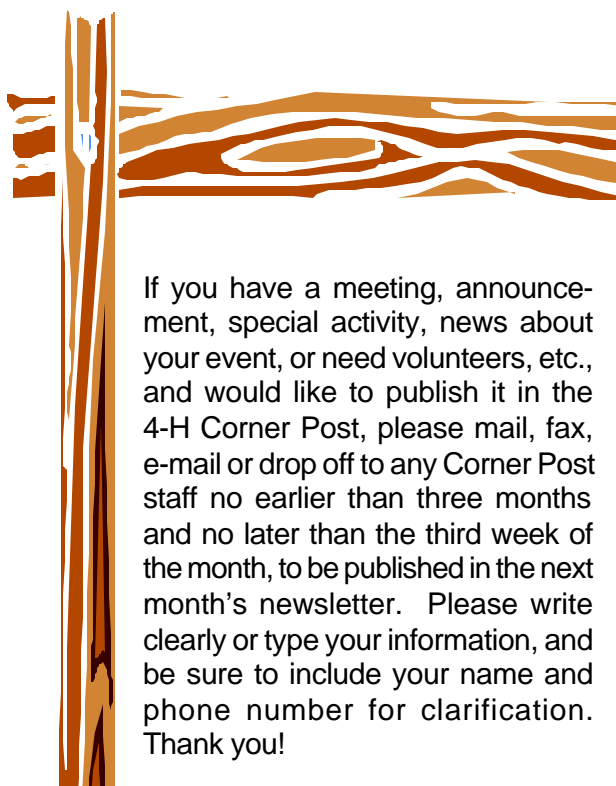 If you have a meeting, announce-
ment, special activity, news about
your event, or need volunteers, etc.,
and would like to publish it in the
4-H Corner Post, please mail, fax,
e-mail or drop off to any Corner Post
staff no earlier than three months
and no later than the third week of
the month, to be published in the next
month's newsletter.  Please write
clearly or type your information, and
be sure to include your name and
phone number for clarification.
Thank you!